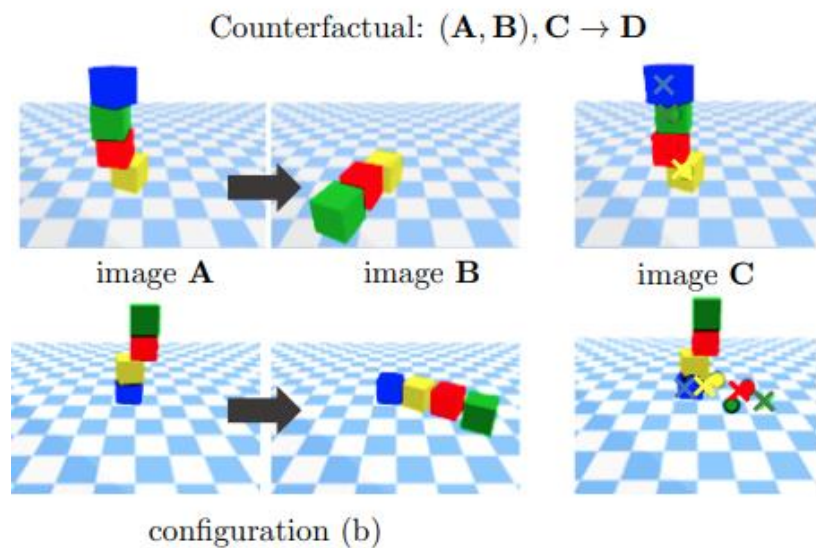 Counterfactual: (A, B), C → D
image A
image B
image C
configuration (b)